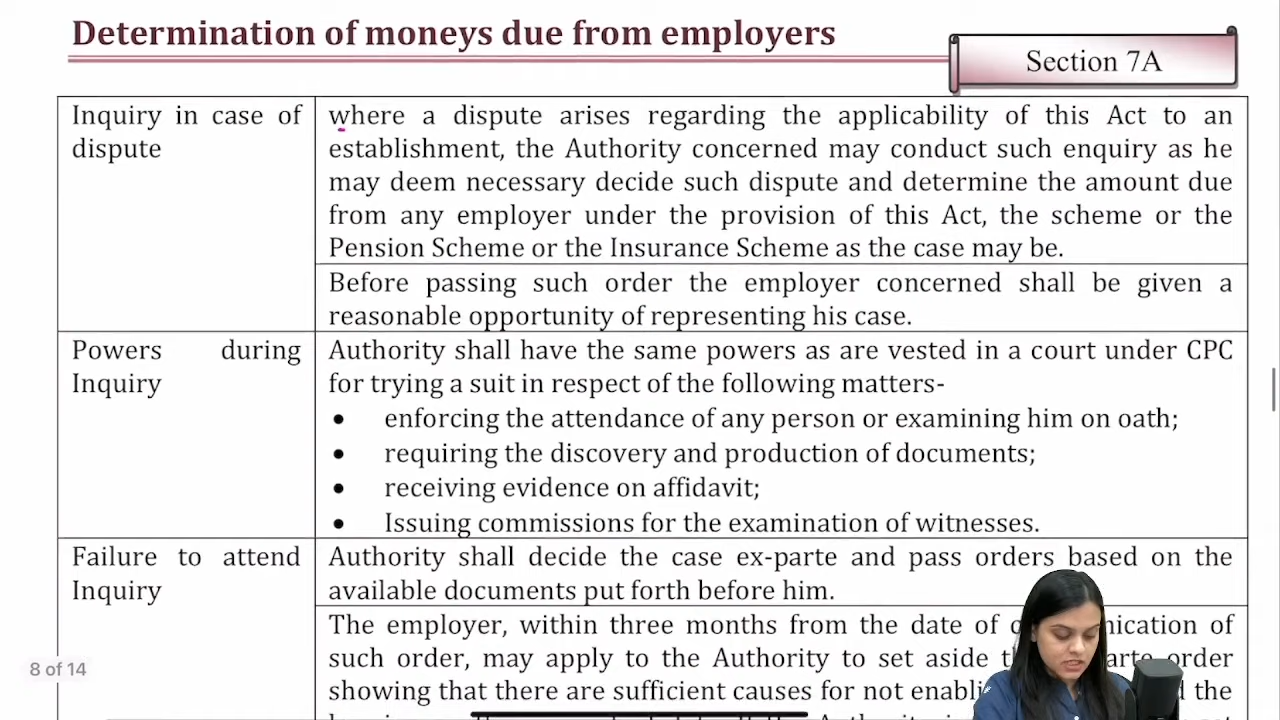 Determination of moneys due from employers
Section 7A
Inquiry in case of
dispute
where a dispute arises regarding the applicability of this Act to an
establishment, the Authority concerned may conduct such enquiry as he
may deem necessary decide such dispute and determine the amount due
from any employer under the provision of this Act, the scheme or the
Pension Scheme or the Insurance Scheme as the case may be.
Before passing such order the employer concerned shall be given a
reasonable opportunity of representing his case.
Powers during
Inquiry
Authority shall have the same powers as are vested in a court under CPC
for trying a suit in respect of the following matters-
• enforcing the attendance of any person or examining him on oath;
• requiring the discovery and production of documents;
• receiving evidence on affidavit;
• Issuing commissions for the examination of witnesses.
Failure to attend
Inquiry
Authority shall decide the case ex-parte and pass orders based on the
available documents put forth before him.
The employer, within three months from the date of of
such order, may apply to the Authority to set aside order
showing that there are sufficient causes for not the
8 of 14